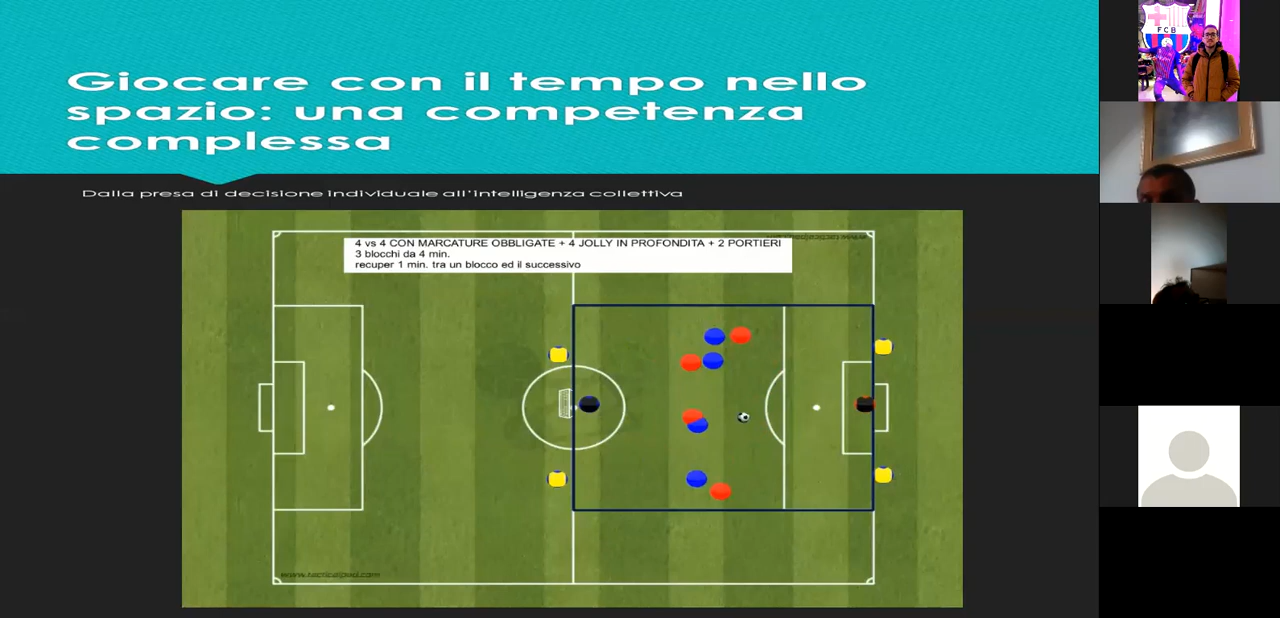 Giocare con il tempo nello
spazio: una competenza
complessa
Dalla presa di decisione individuale all'intelligenza collettiva
4 vs 4 CON MARCATURE OBBLIGATE + 4 JOLLY IN PROFONDITA + 2 PORTIERI
3 blocchi da 4 min.
recuper 1 min. tra un blocco ed il successivo
www.tacticalpad.com
FCB